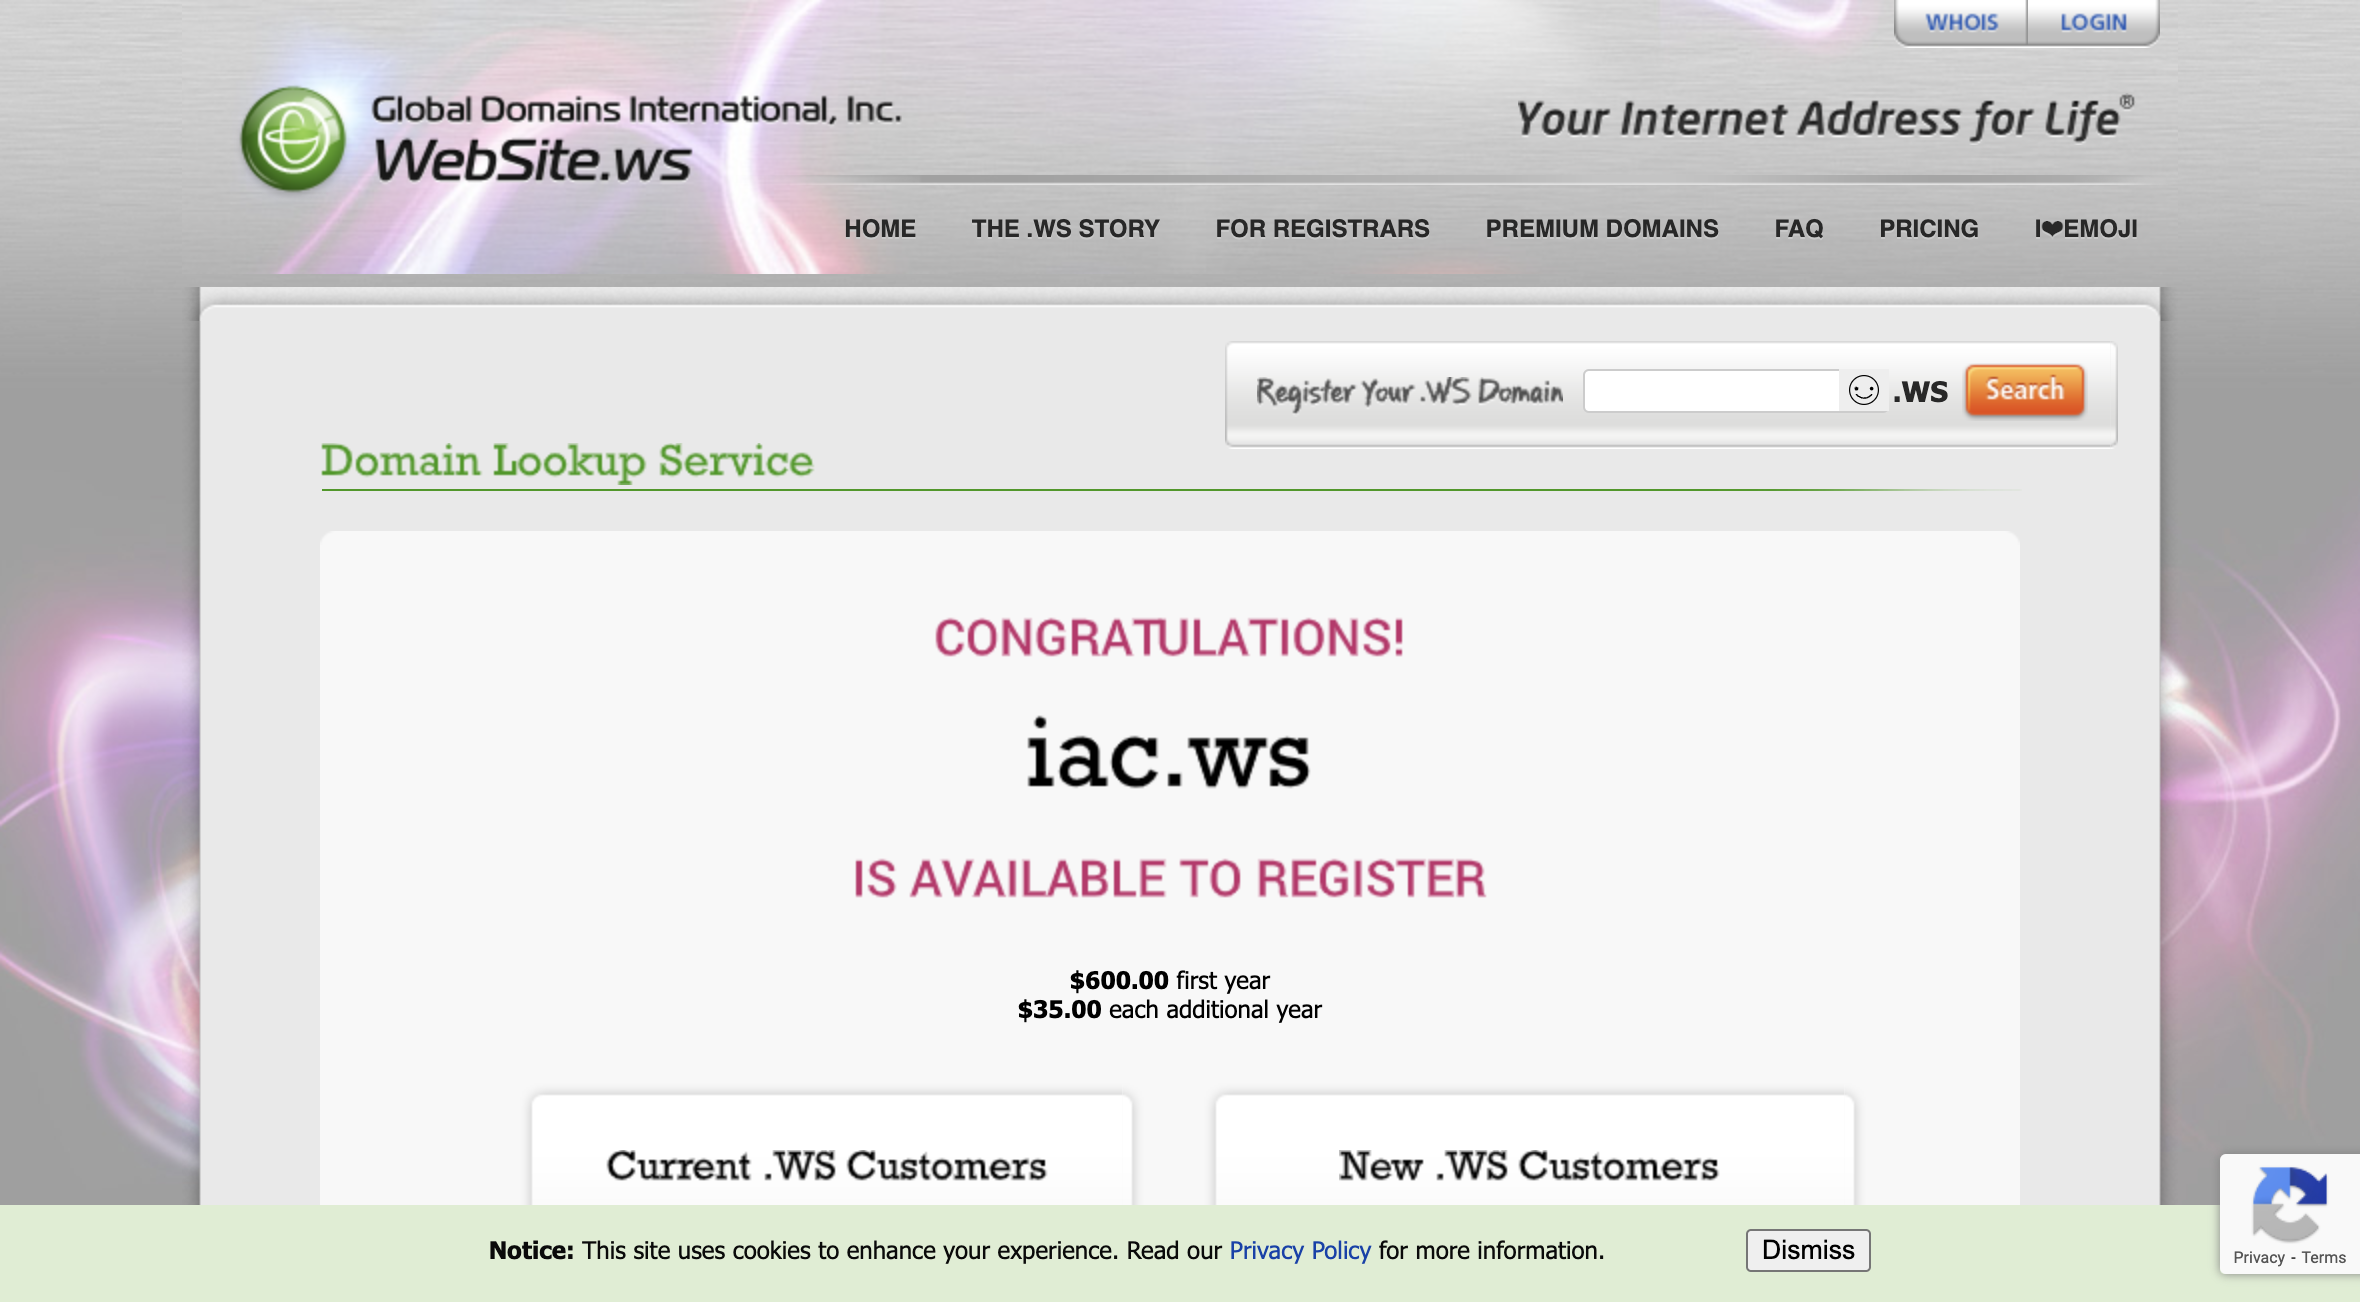 WHOIS LOGIN
Global Domains International, Inc.
WebSite.ws
Your Internet Address for Life®
HOME THE .WS STORY FOR REGISTRARS PREMIUM DOMAINS FAQ PRICING I❤EMOJI
Register Your .WS Domain .WS Search
Domain Lookup Service
CONGRATULATIONS!
iac.ws
IS AVAILABLE TO REGISTER
$600.00 first year
$35.00 each additional year
Current .WS Customers New .WS Customers
Notice: This site uses cookies to enhance your experience. Read our Privacy Policy for more information. Dismiss
Privacy - Terms